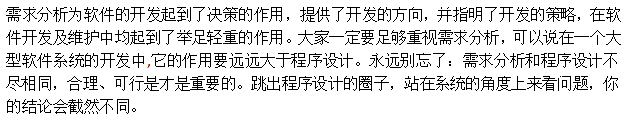 需求分析为软件的开发起到了决策的作用，提供了开发的方向，并指明了开发的策略，在软
件开发及维护中均起到了举足轻重的作用。大家一定要足够重视需求分析，可以说在一个大
型软件系统的开发中,它的作用要远远大于程序设计。永远别忘了：需求分析和程序设计不
尽相同，合理、可行是才是重要的。跳出程序设计的圈子，站在系统的角度上来看问题，你
的结论会截然不同。